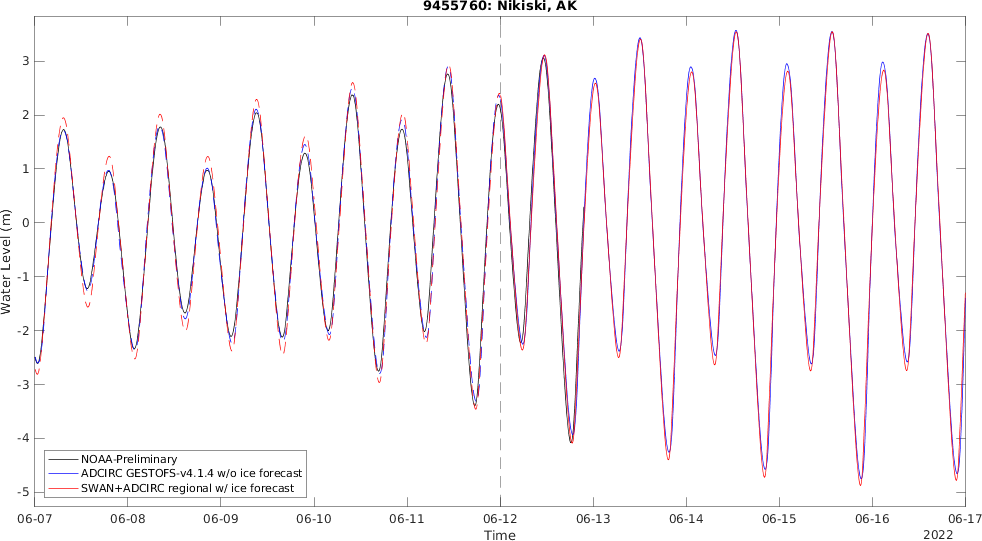 9455760: Nikiski, AK
Water Level (m)
3
2
1
0
-1
-2
-3
-4
-5
NOAA-Preliminary
ADCIRC GESTOFS-v4.1.4 w/o ice forecast
SWAN+ADCIRC regional w/ ice forecast
06-07 06-08 06-09 06-10 06-11 06-12 06-13 06-14 06-15 06-16 06-17
Time
2022